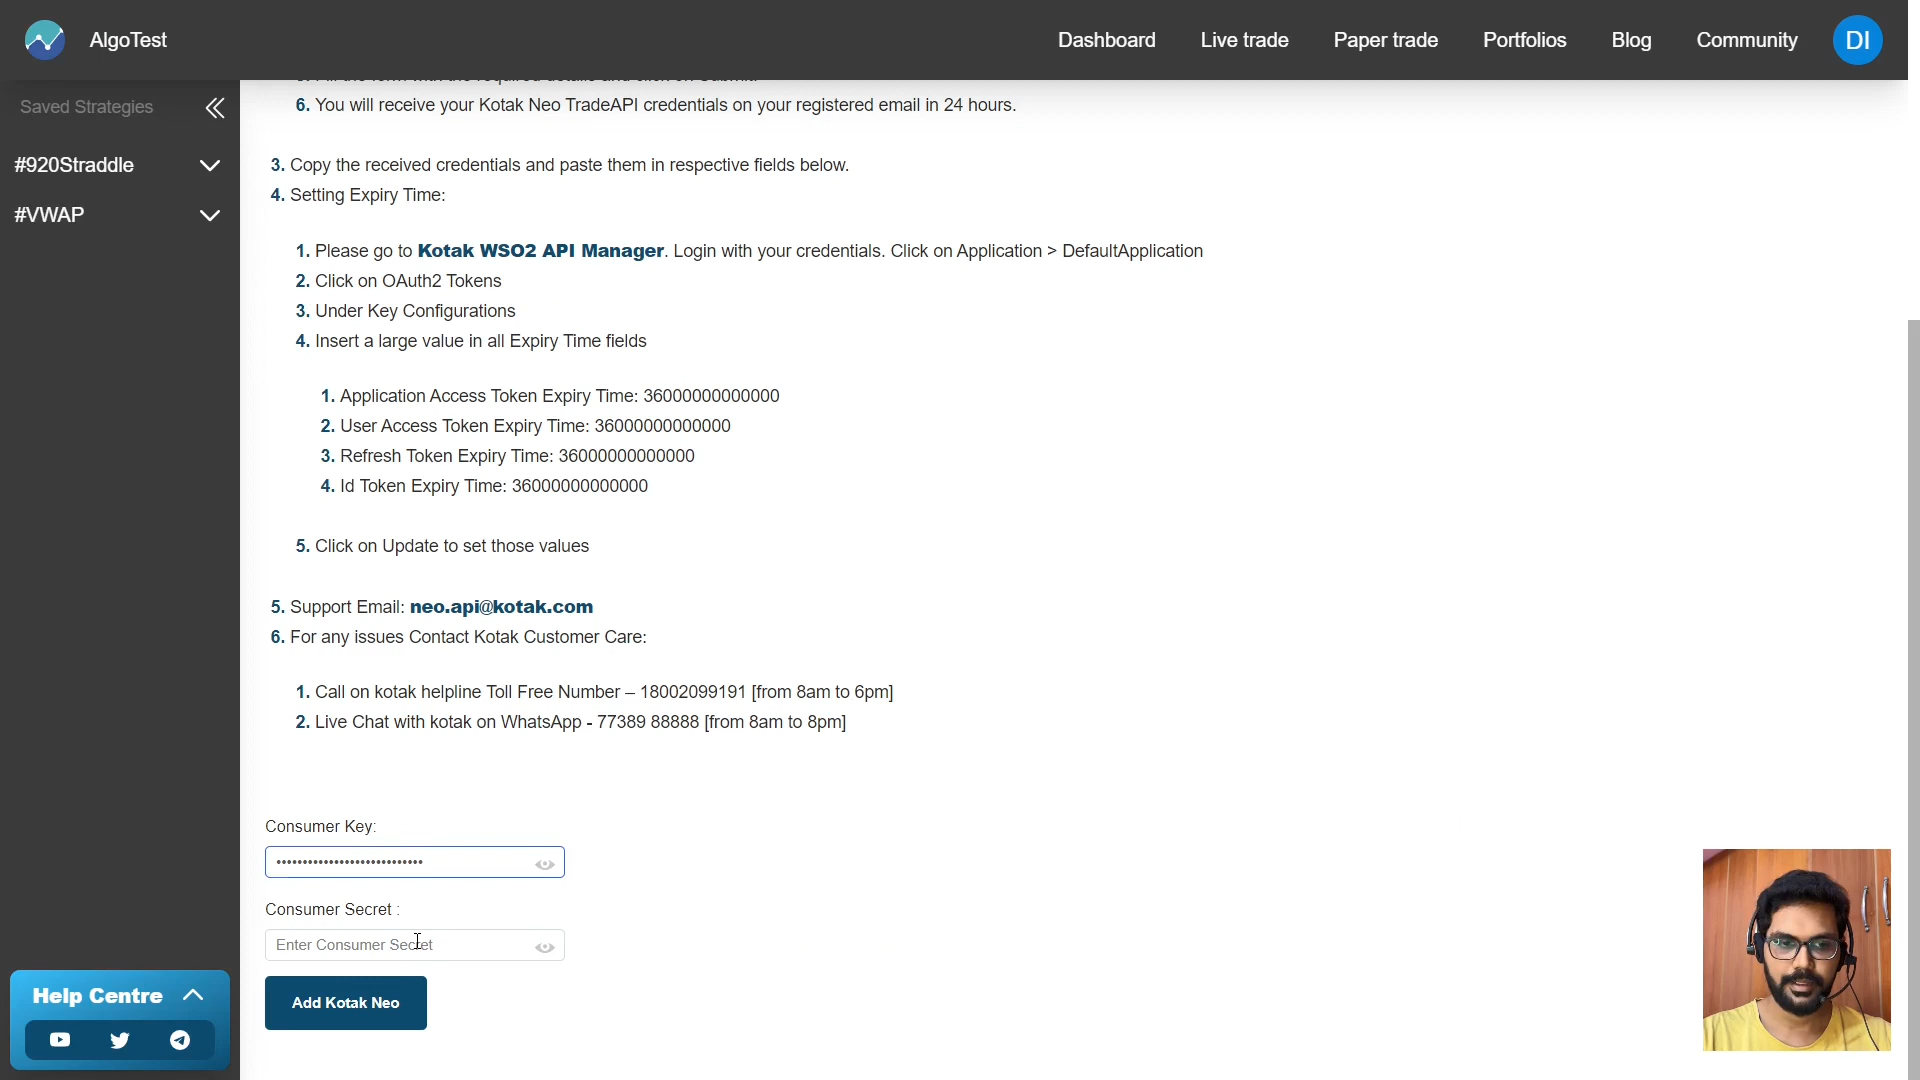 AlgoTest
Dashboard
Live trade
Paper trade
Portfolios
Blog
Community
DI
Saved Strategies
#920Straddle
#VWAP
6. You will receive your Kotak Neo TradeAPI credentials on your registered email in 24 hours.
3. Copy the received credentials and paste them in respective fields below.
4. Setting Expiry Time:
1. Please go to Kotak WSO2 API Manager. Login with your credentials. Click on Application > DefaultApplication
2. Click on OAuth2 Tokens
3. Under Key Configurations
4. Insert a large value in all Expiry Time fields
1. Application Access Token Expiry Time: 36000000000000
2. User Access Token Expiry Time: 36000000000000
3. Refresh Token Expiry Time: 36000000000000
4. Id Token Expiry Time: 36000000000000
5. Click on Update to set those values
5. Support Email: neo.api@kotak.com
6. For any issues Contact Kotak Customer Care:
1. Call on kotak helpline Toll Free Number – 18002099191 [from 8am to 6pm]
2. Live Chat with kotak on WhatsApp - 77389 88888 [from 8am to 8pm]
Consumer Key:
Consumer Secret :
Enter Consumer Secret
Add Kotak Neo
Help Centre